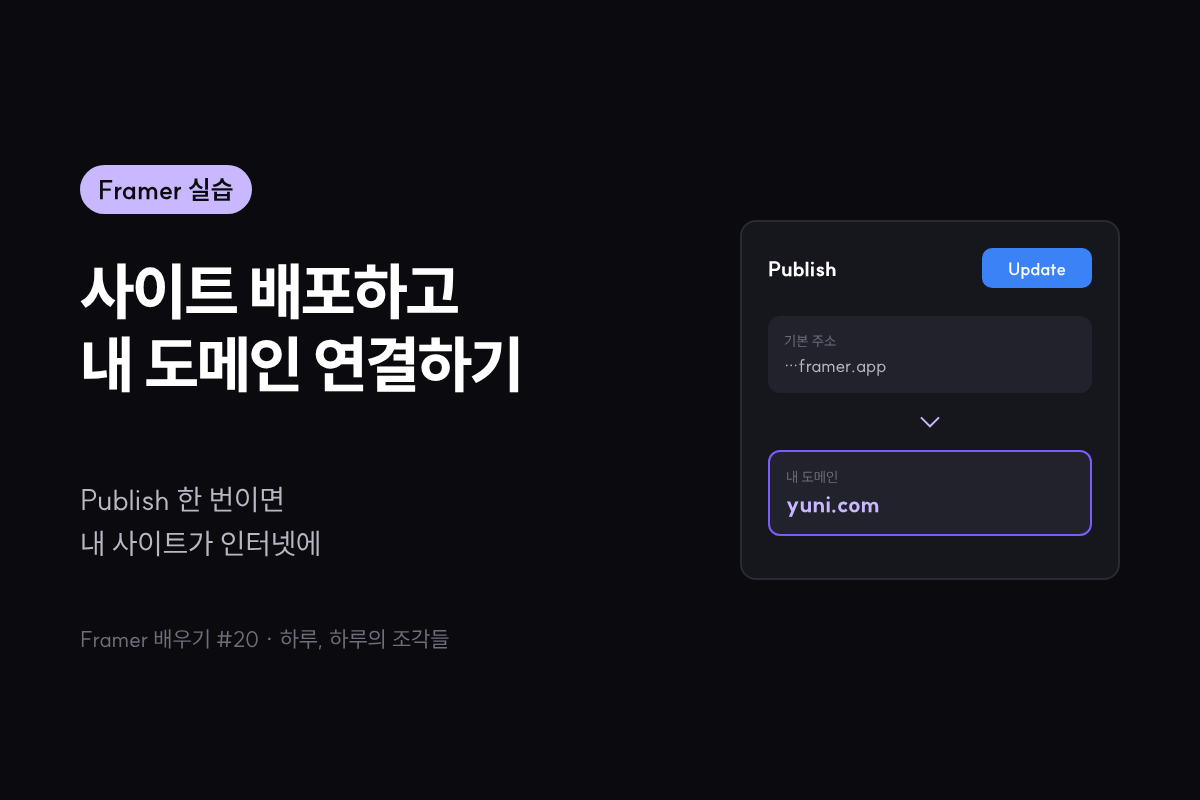 Framer 실습
사이트 배포하고
내 도메인 연결하기
Publish 한 번이면
내 사이트가 인터넷에
Framer 배우기 #20 · 하루, 하루의 조각들
Publish
Update
기본 주소
···framer.app
내 도메인
yuni.com